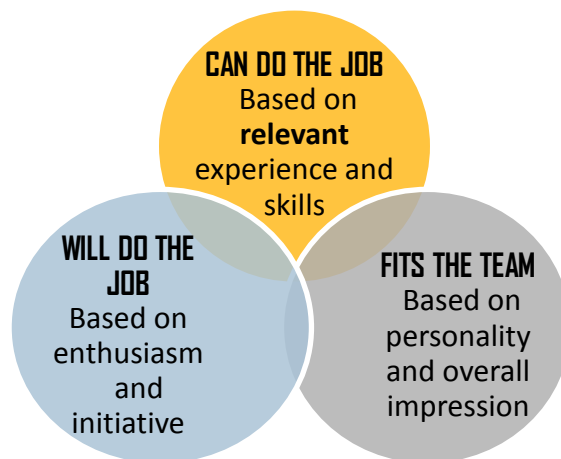 CAN DO THE JOB
Based on
relevant
experience and
skills
WILL DO THE
JOB
Based on
enthusiasm
and
initiative
FITS THE TEAM
Based on
personality
and overall
impression